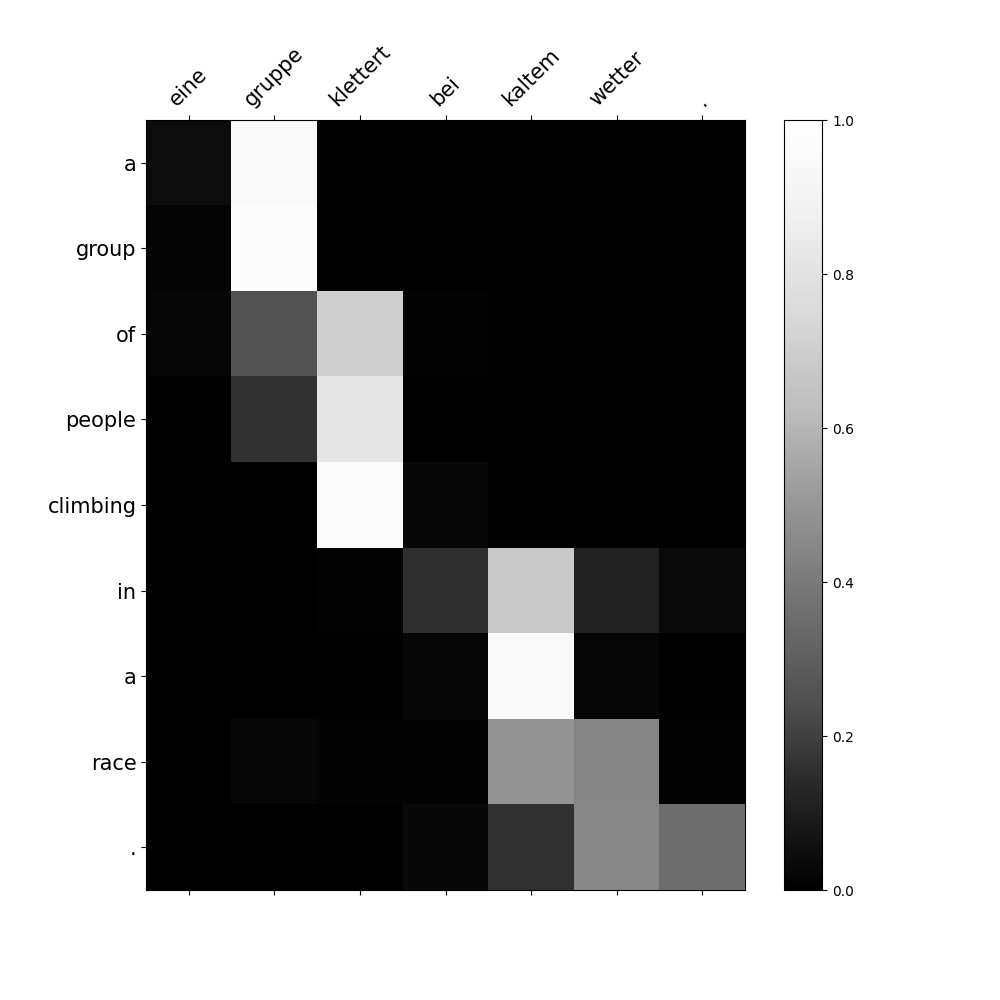 eine gruppe klettert bei kaltem wetter .
a
group
of
people
climbing
in
a
race
.
1.0
0.8
0.6
0.4
0.2
0.0